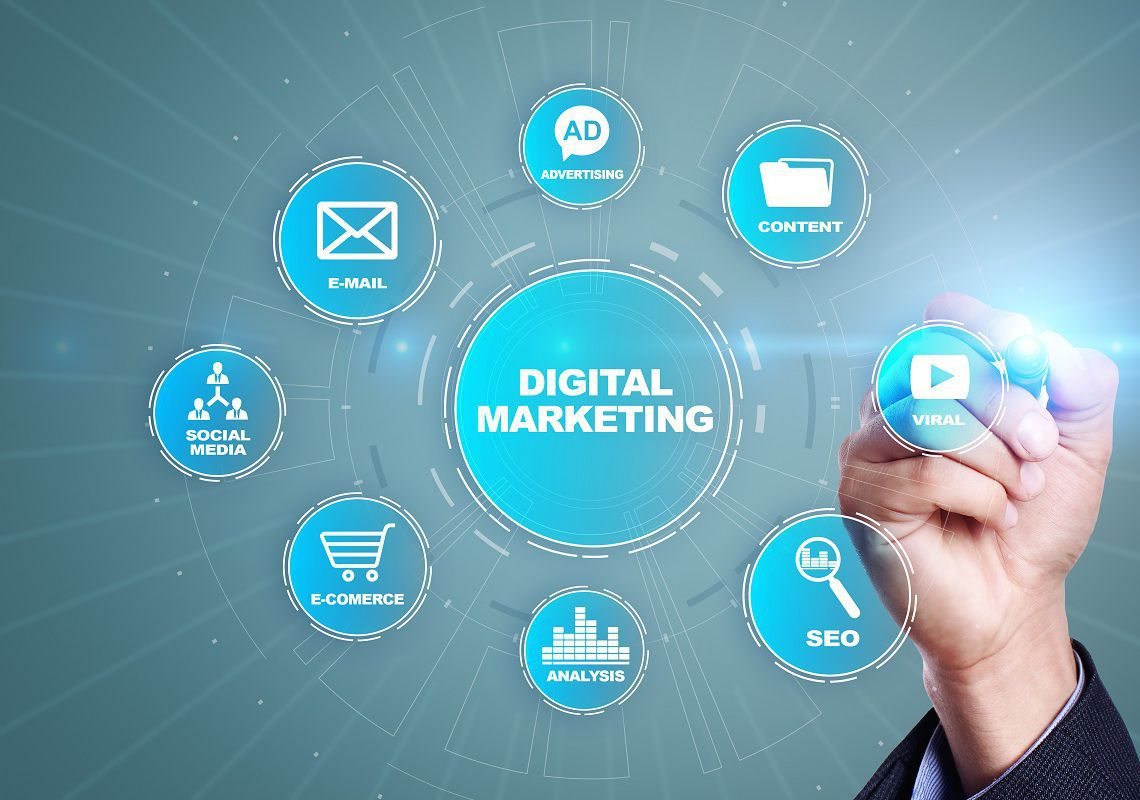 AD
ADVERTISING
CONTENT
E-MAIL
DIGITAL
MARKETING
VIRAL
SOCIAL
MEDIA
E-COMERCE
SEO
ANALYSIS